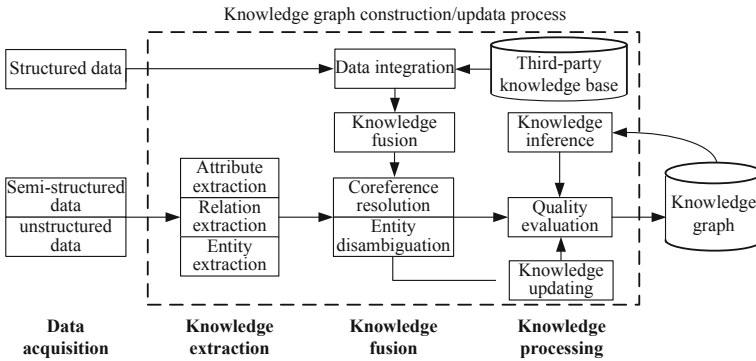 Knowledge graph construction/updata process
Structured data
Data integration
Third-party
knowledge base
Knowledge
fusion
Knowledge
inference
Semi-structured
data
unstructured
data
Attribute
extraction
Relation
extraction
Entity
extraction
Coreference
resolution
Entity
disambiguation
Quality
evaluation
Knowledge
graph
Knowledge
updating
Data
acquisition
Knowledge
extraction
Knowledge
fusion
Knowledge
processing